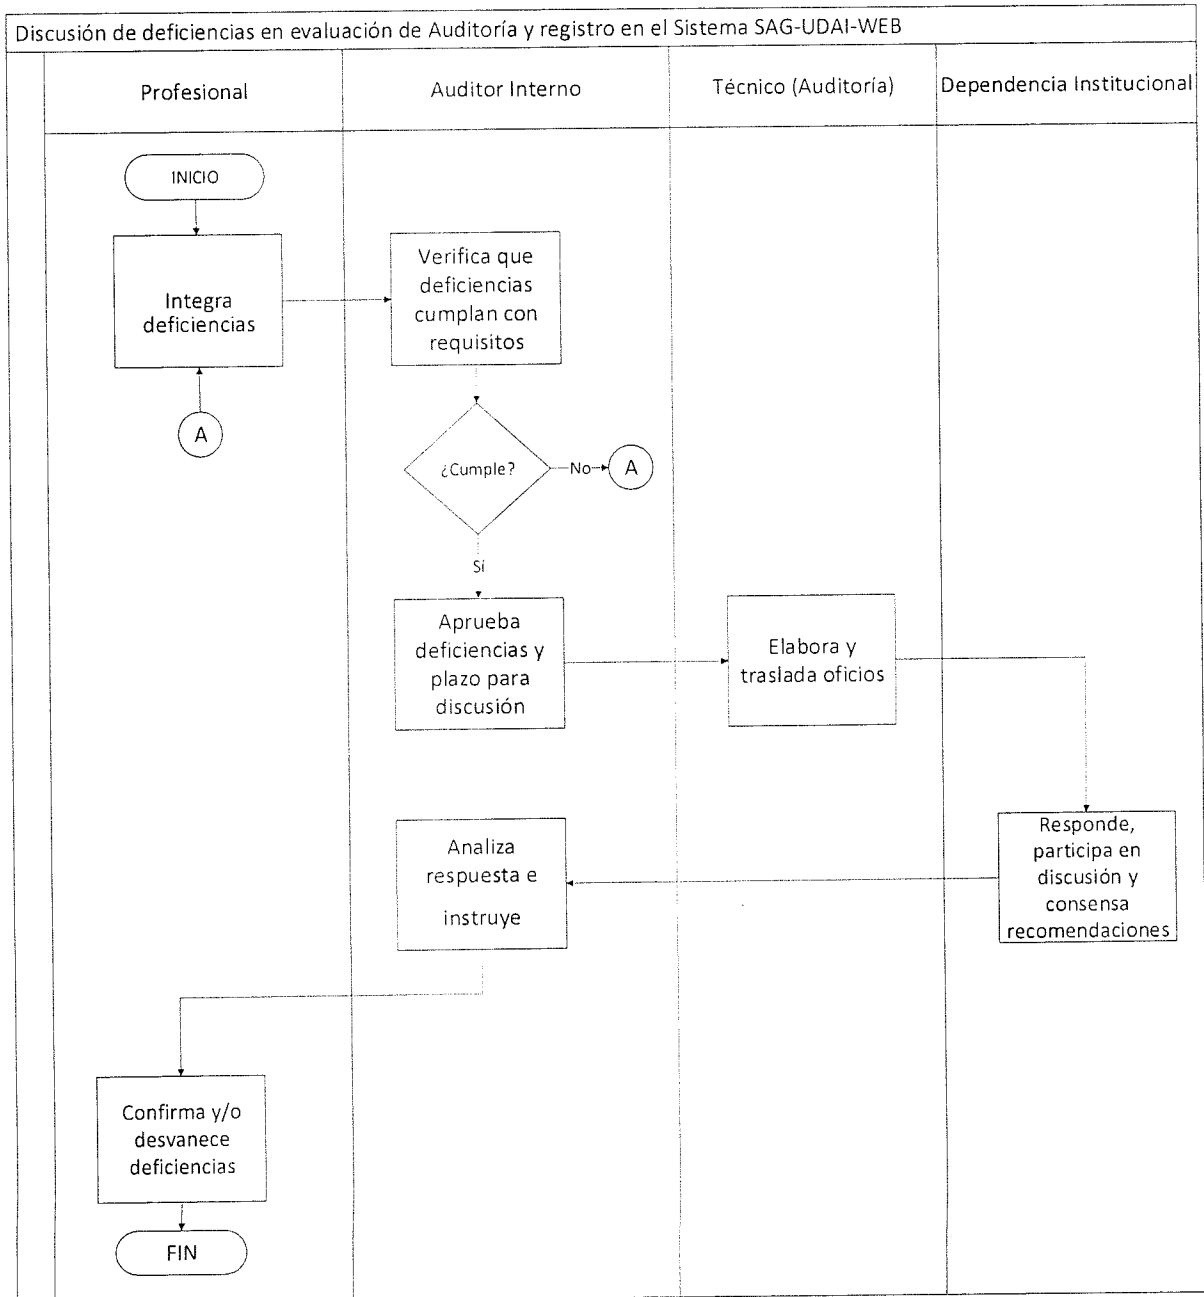 Discusión de deficiencias en evaluación de Auditoría y registro en el Sistema SAG-UDAI-WEB
Profesional
Auditor Interno
Técnico (Auditoría)
Dependencia Institucional
INICIO
Integra
deficiencias
Verifica que
deficiencias
cumplan con
requisitos
A
¿Cumple?
No
A
Sí
Aprueba
deficiencias y
plazo para
discusión
Elabora y
traslada oficios
Responde,
participa en
discusión y
consensa
recomendaciones
Analiza
respuesta e
instruye
Confirma y/o
desvanece
deficiencias
FIN